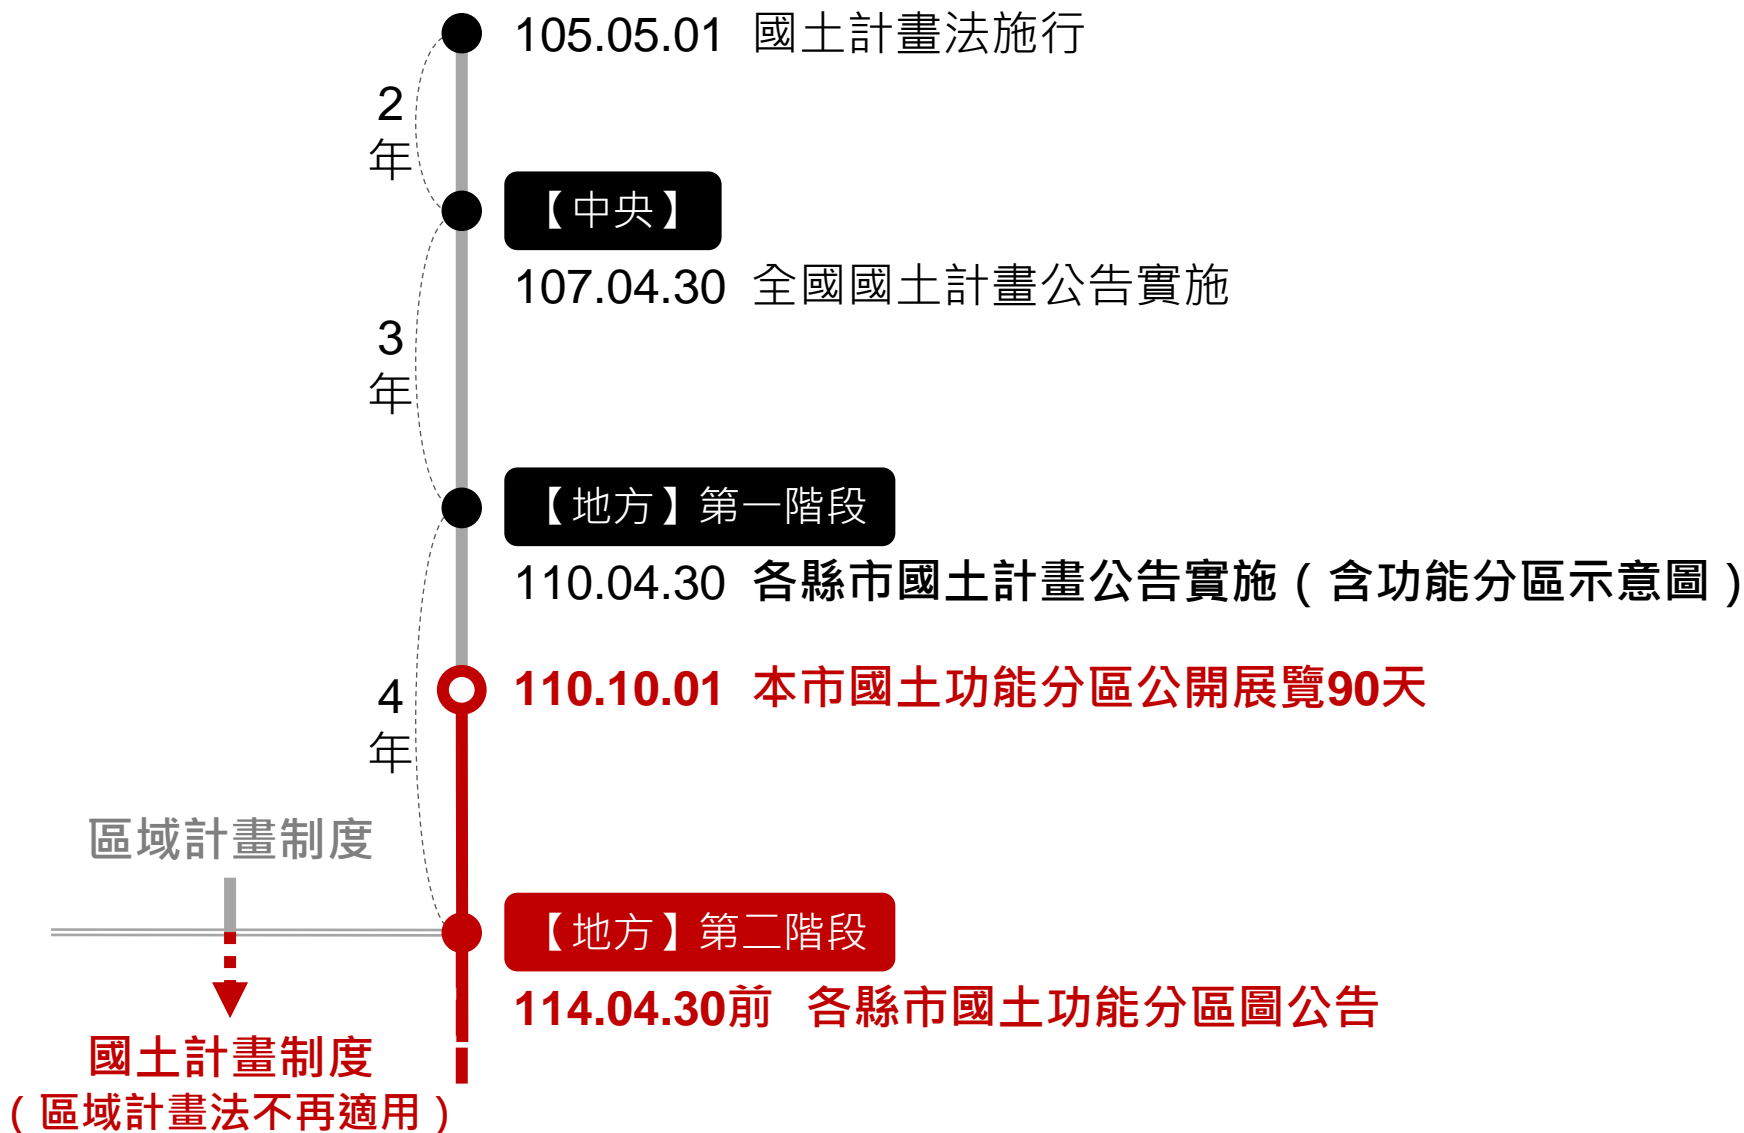 105.05.01 國土計畫法施行
2
年
【中央】
107.04.30 全國國土計畫公告實施
3
年
【地方】第一階段
110.04.30 各縣市國土計畫公告實施（含功能分區示意圖）
110.10.01 本市國土功能分區公開展覽90天
4
年
區域計畫制度
【地方】第二階段
114.04.30前 各縣市國土功能分區圖公告
國土計畫制度
（區域計畫法不再適用）